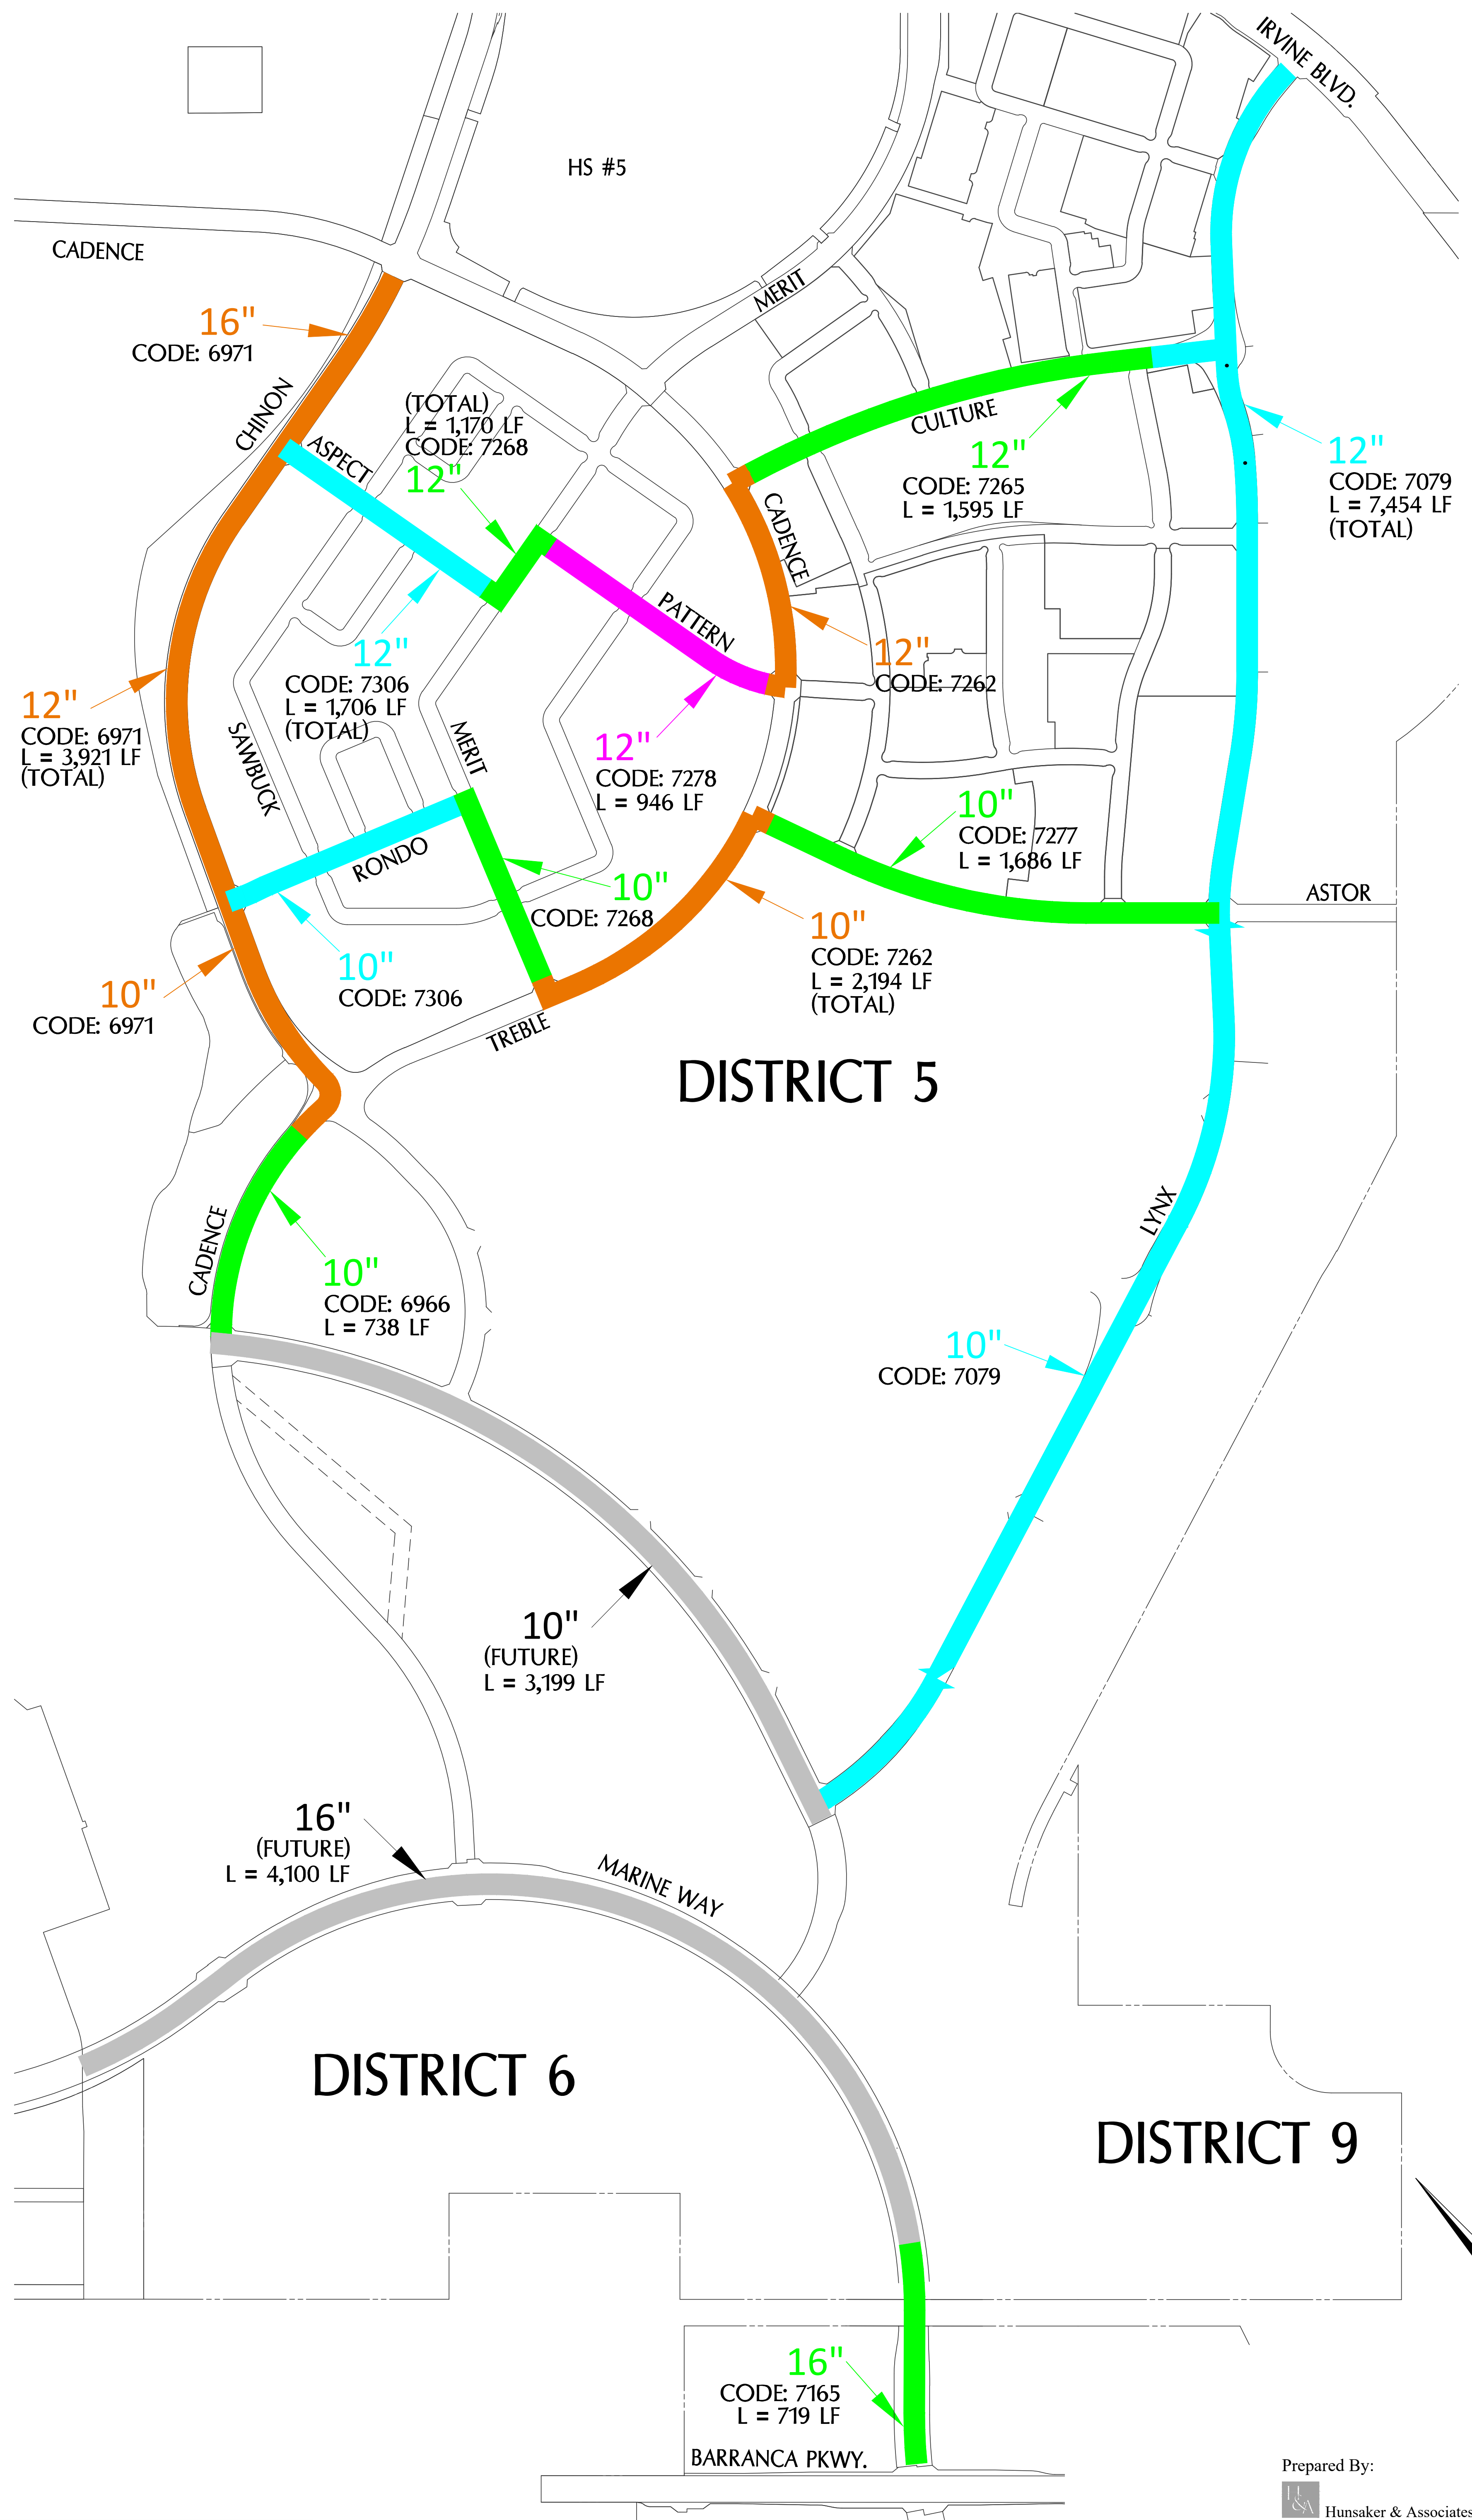 IRVINE BLVD.
HS #5
CADENCE
MERIT
16"
CODE: 6971
CHINON
(TOTAL)
L = 1,170 LF
CODE: 7268
12"
ASPECT
CULTURE
12"
CODE: 7265
L = 1,595 LF
12"
CODE: 7079
L = 7,454 LF
(TOTAL)
CADENCE
PATTERN
12"
CODE: 7306
L = 1,706 LF
(TOTAL)
12"
CODE: 7262
12"
CODE: 6971
L = 3,921 LF
(TOTAL)
SAWBUCK
MERIT
12"
CODE: 7278
L = 946 LF
10"
CODE: 7277
L = 1,686 LF
RONDO
10"
CODE: 7268
ASTOR
10"
CODE: 7262
L = 2,194 LF
(TOTAL)
10"
CODE: 7306
10"
CODE: 6971
TREBLE
DISTRICT 5
LYNX
CADENCE
10"
CODE: 6966
L = 738 LF
10"
CODE: 7079
10"
(FUTURE)
L = 3,199 LF
16"
(FUTURE)
L = 4,100 LF
MARINE WAY
DISTRICT 6
DISTRICT 9
16"
CODE: 7165
L = 719 LF
BARRANCA PKWY.
Prepared By:
H&A
Hunsaker & Associates